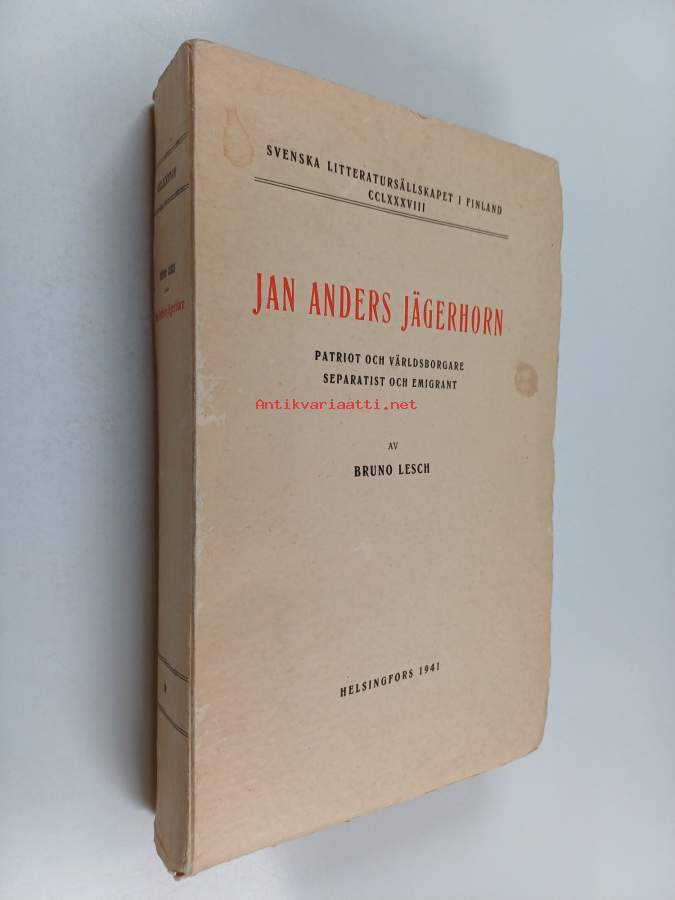 SVENSKA LITTERATURSÄLLSKAPET I FINLAND
CCLXXXVIII
JAN ANDERS JÄGERHORN
PATRIOT OCH VÄRLDSBORGARE
SEPARATIST OCH EMIGRANT
Antikvariaatti.net
AV
BRUNO LESCH
HELSINGFORS 1941